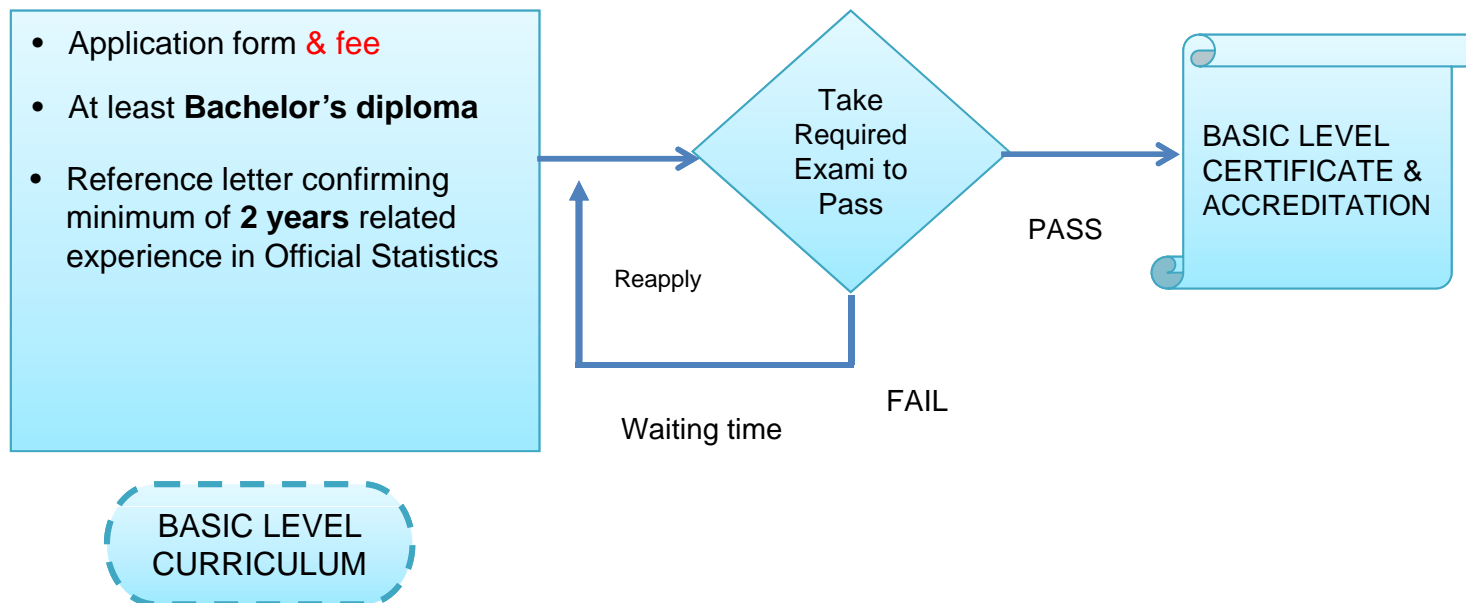 • Application form & fee
• At least Bachelor’s diploma
• Reference letter confirming
minimum of 2 years related
experience in Official Statistics
Take
Required
Exami to
Pass
BASIC LEVEL
CERTIFICATE &
ACCREDITATION
PASS
Reapply
FAIL
Waiting time
BASIC LEVEL
CURRICULUM